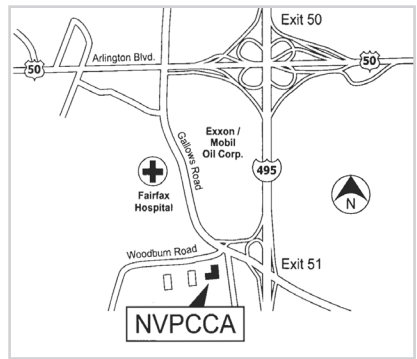 Exit 50
Arlington Blvd.
50
50
Gallows Road
Exxon /
Mobil
Oil Corp.
495
Fairfax
Hospital
N
Woodburn Road
Exit 51
NVPCCA